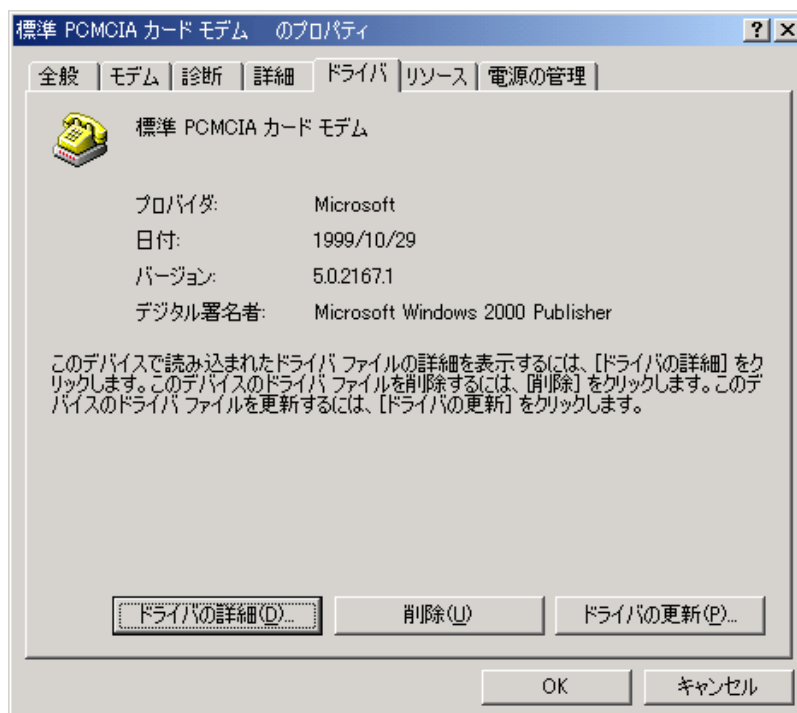 標準 PCMCIA カード モデム のプロパティ
全般 モデム 診断 詳細 ドライバ リソース 電源の管理
標準 PCMCIA カード モデム
プロバイダ: Microsoft
日付: 1999/10/29
バージョン: 5.0.2167.1
デジタル署名者: Microsoft Windows 2000 Publisher
このデバイスで読み込まれたドライバ ファイルの詳細を表示するには、[ドライバの詳細] をク
リックします。このデバイスのドライバ ファイルを削除するには、[削除] をクリックします。このデ
バイスのドライバ ファイルを更新するには、[ドライバの更新] をクリックします。
ドライバの詳細(D)... 削除(U) ドライバの更新(P)...
OK キャンセル